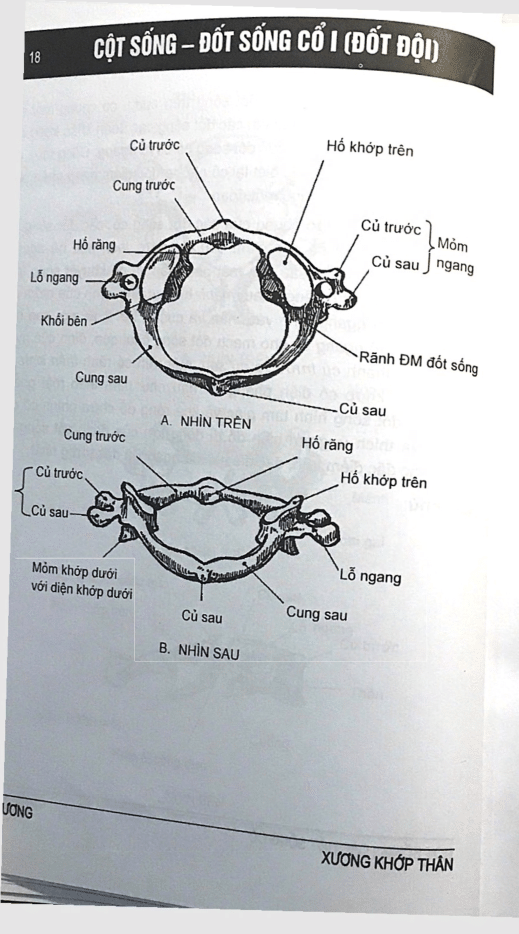 18
CỘT SỐNG – ĐỐT SỐNG CỔ I (ĐỐT ĐỘI)
Củ trước
Hố khớp trên
Cung trước
Củ trước
Mỏm
ngang
Hố răng
Củ sau
Lỗ ngang
Khối bên
Rãnh ĐM đốt sống
Cung sau
Củ sau
A. NHÌN TRÊN
Cung trước
Hố răng
Củ trước
Hố khớp trên
Củ sau
Mỏm khớp dưới
với diện khớp dưới
Lỗ ngang
Củ sau
Cung sau
B. NHÌN SAU
ƯƠNG
XƯƠNG KHỚP THÂN